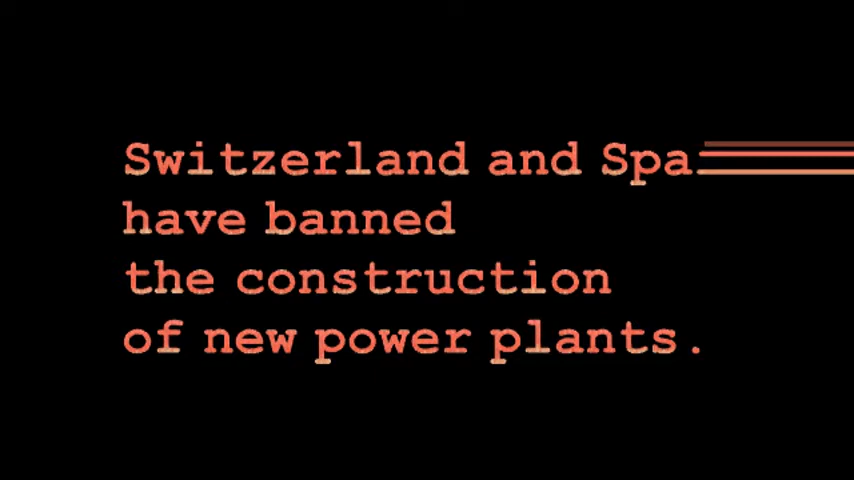 Switzerland and Spa
have banned
the construction
of new power plants.